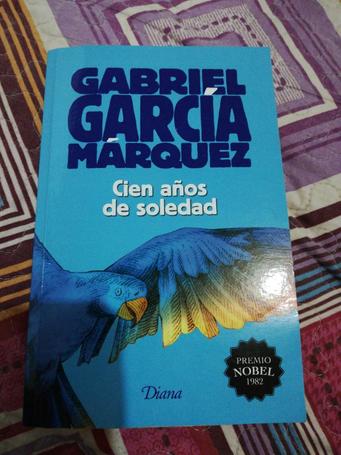 GABRIEL
GARCÍA
MÁRQUEZ
Cien años
de soledad
PREMIO
NOBEL
1982
Diana